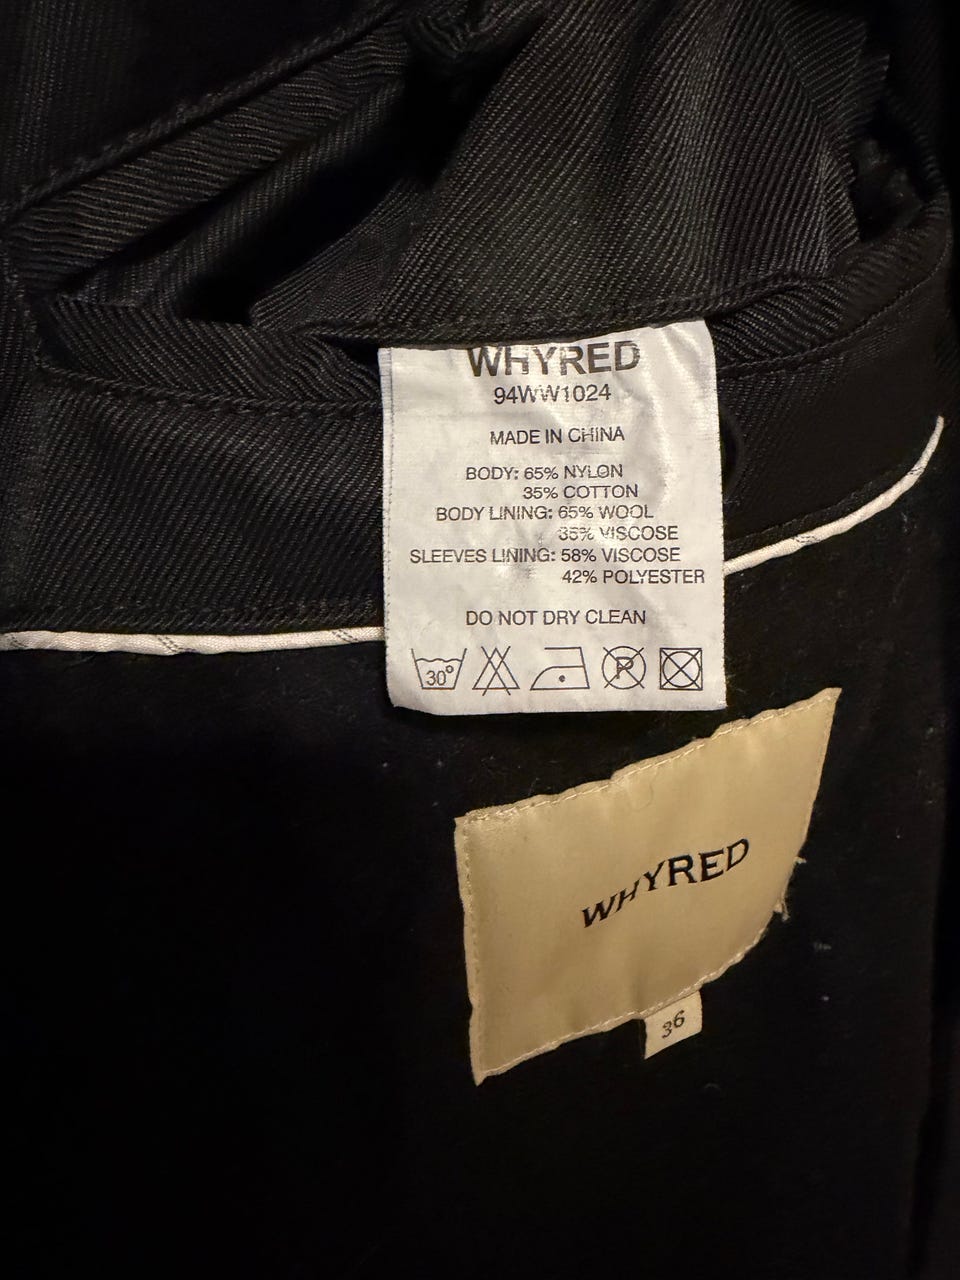 WHYRED
94WW1024
MADE IN CHINA
BODY: 65% NYLON
35% COTTON
BODY LINING: 65% WOOL
35% VISCOSE
SLEEVES LINING: 58% VISCOSE
42% POLYESTER
DO NOT DRY CLEAN
30° P
WHYRED
36